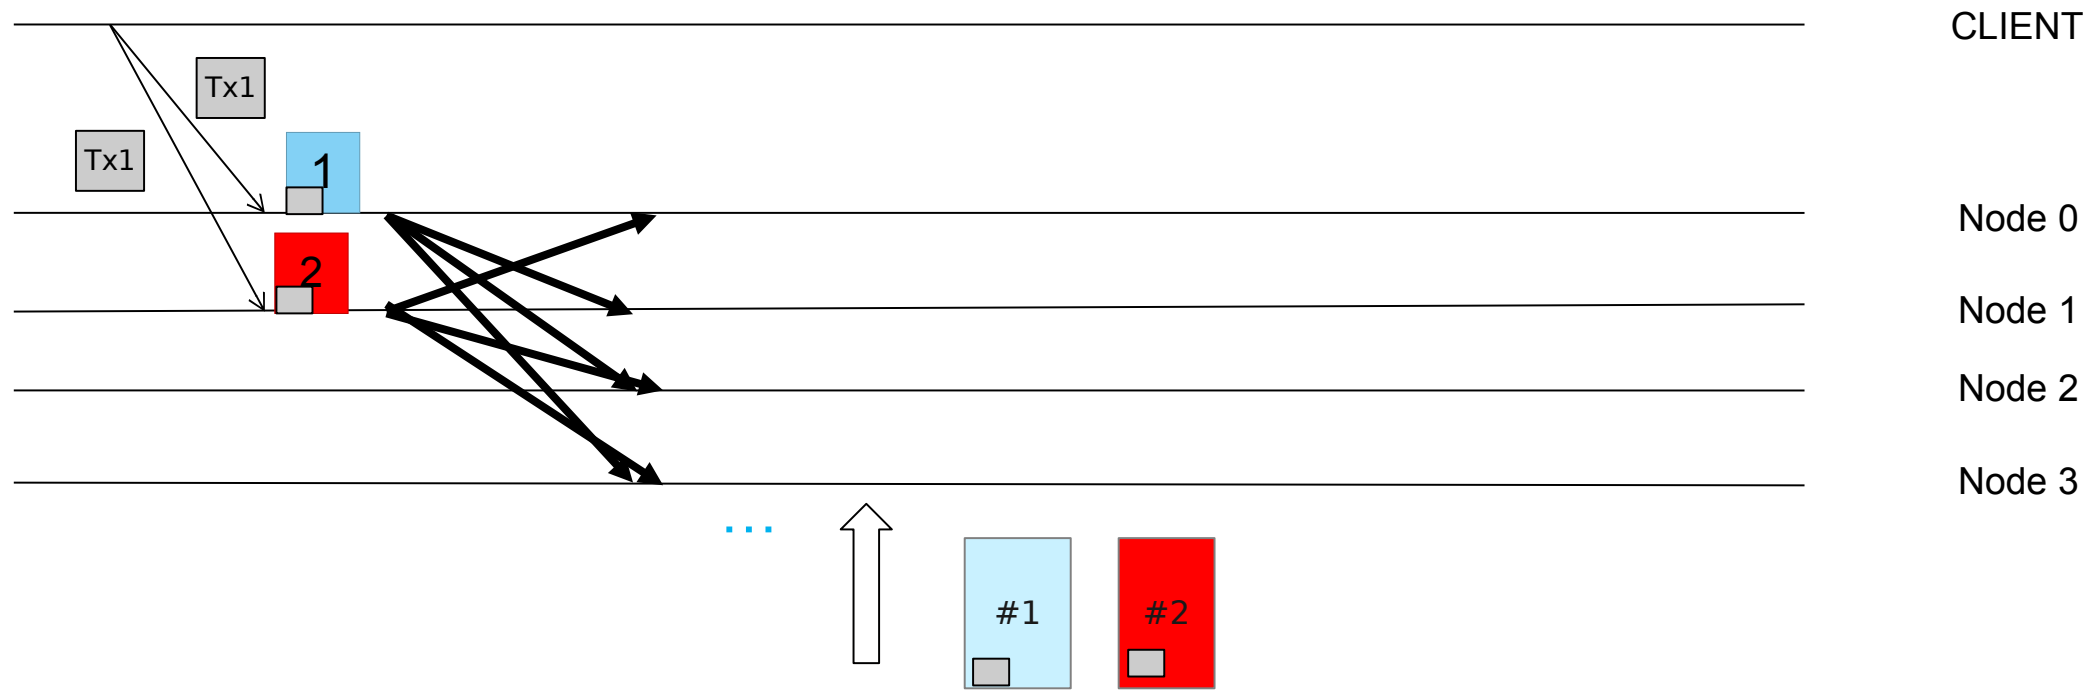 CLIENT
Tx1
Tx1
1
Node 0
2
Node 1
Node 2
Node 3
...
#1
#2